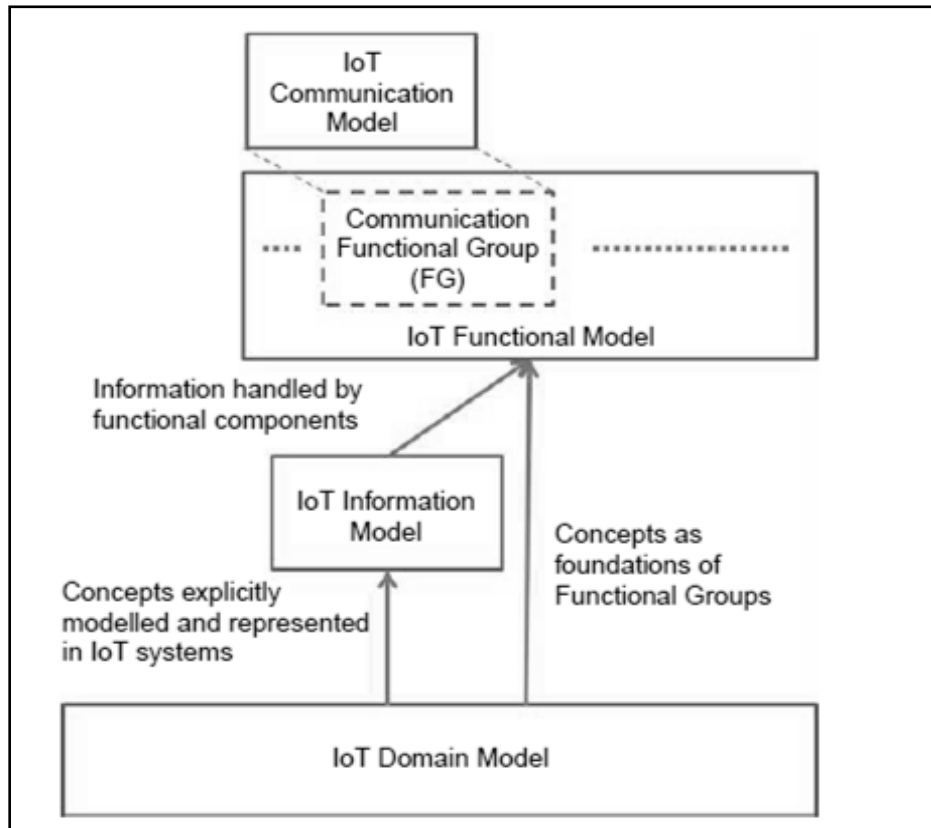 IoT
Communication
Model
Communication
Functional Group
(FG)
IoT Functional Model
Information handled by
functional components
IoT Information
Model
Concepts as
foundations of
Functional Groups
Concepts explicitly
modelled and represented
in IoT systems
IoT Domain Model